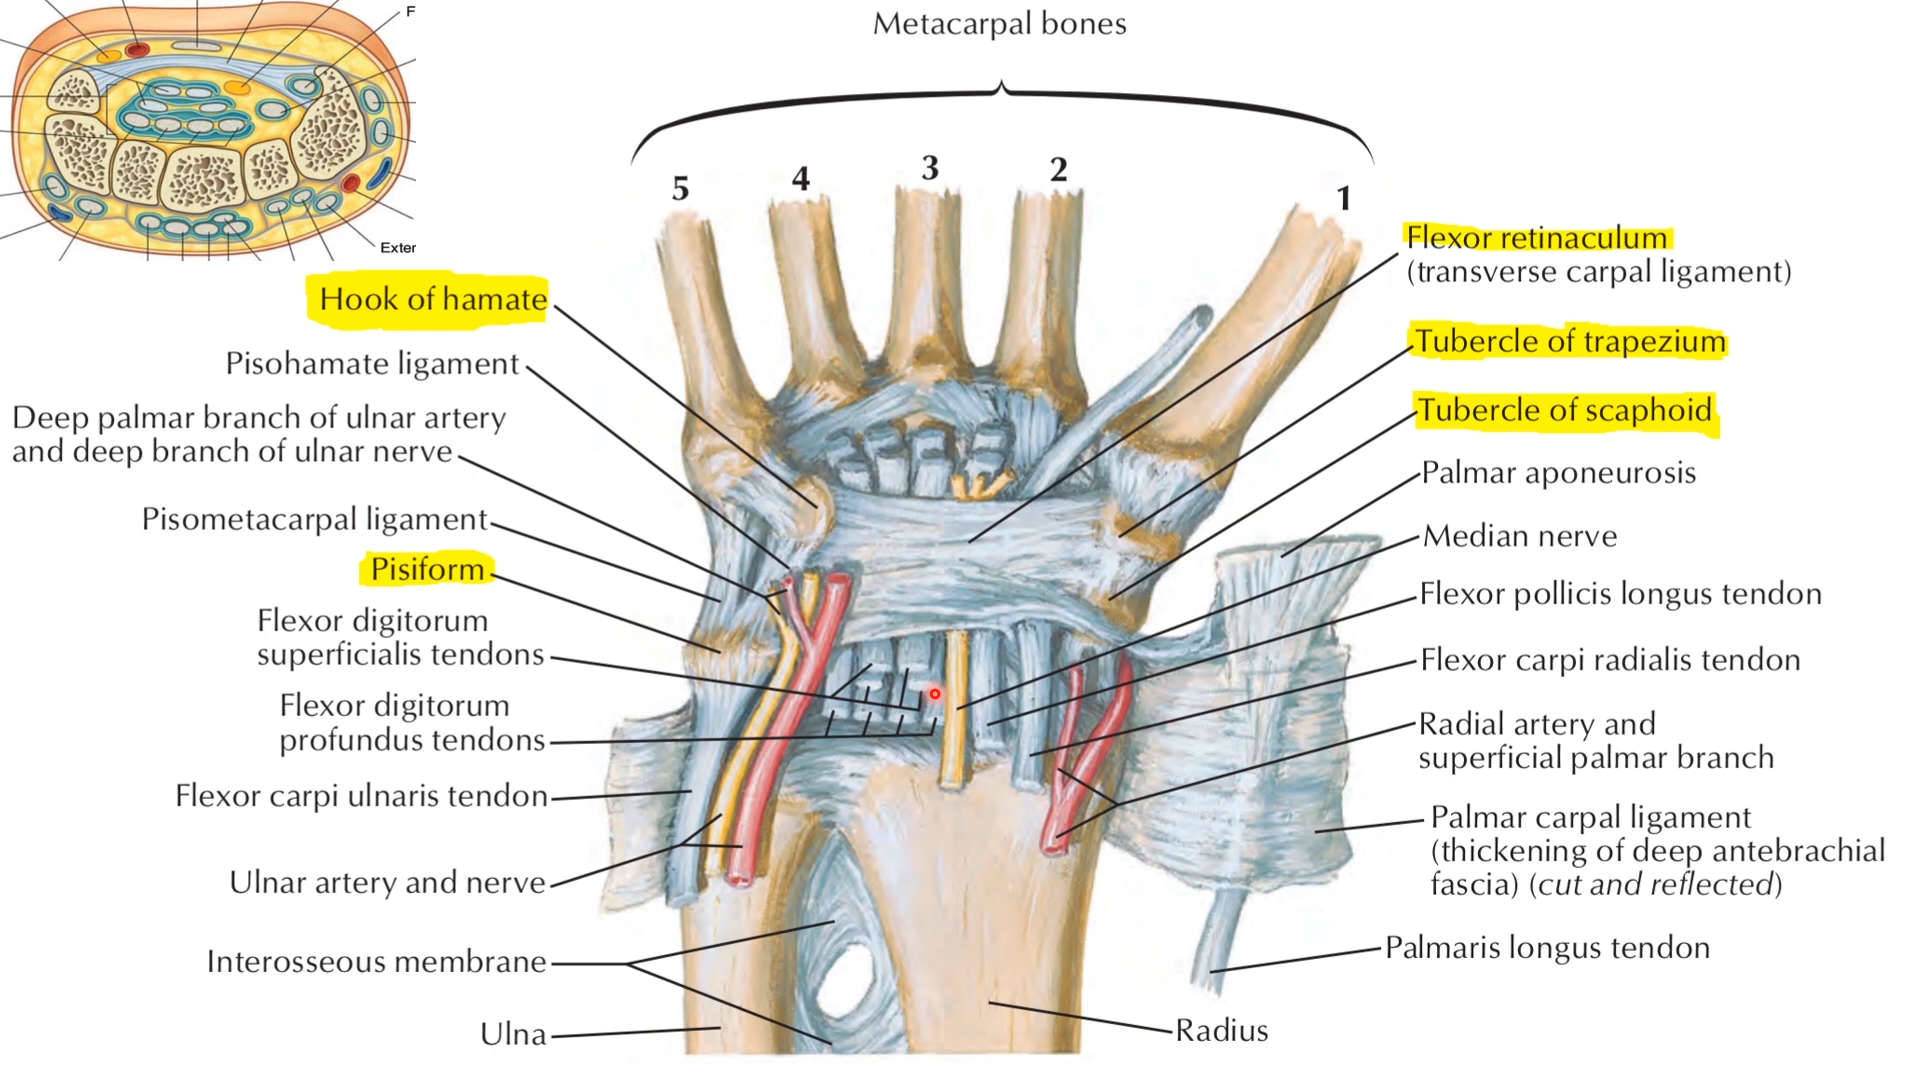 F
Exter
Metacarpal bones
5 4 3 2 1
Hook of hamate
Pisohamate ligament
Deep palmar branch of ulnar artery
and deep branch of ulnar nerve
Pisometacarpal ligament
Pisiform
Flexor digitorum
superficialis tendons
Flexor digitorum
profundus tendons
Flexor carpi ulnaris tendon
Ulnar artery and nerve
Interosseous membrane
Ulna
Flexor retinaculum
(transverse carpal ligament)
Tubercle of trapezium
Tubercle of scaphoid
Palmar aponeurosis
Median nerve
Flexor pollicis longus tendon
Flexor carpi radialis tendon
Radial artery and
superficial palmar branch
Palmar carpal ligament
(thickening of deep antebrachial
fascia) (cut and reflected)
Palmaris longus tendon
Radius